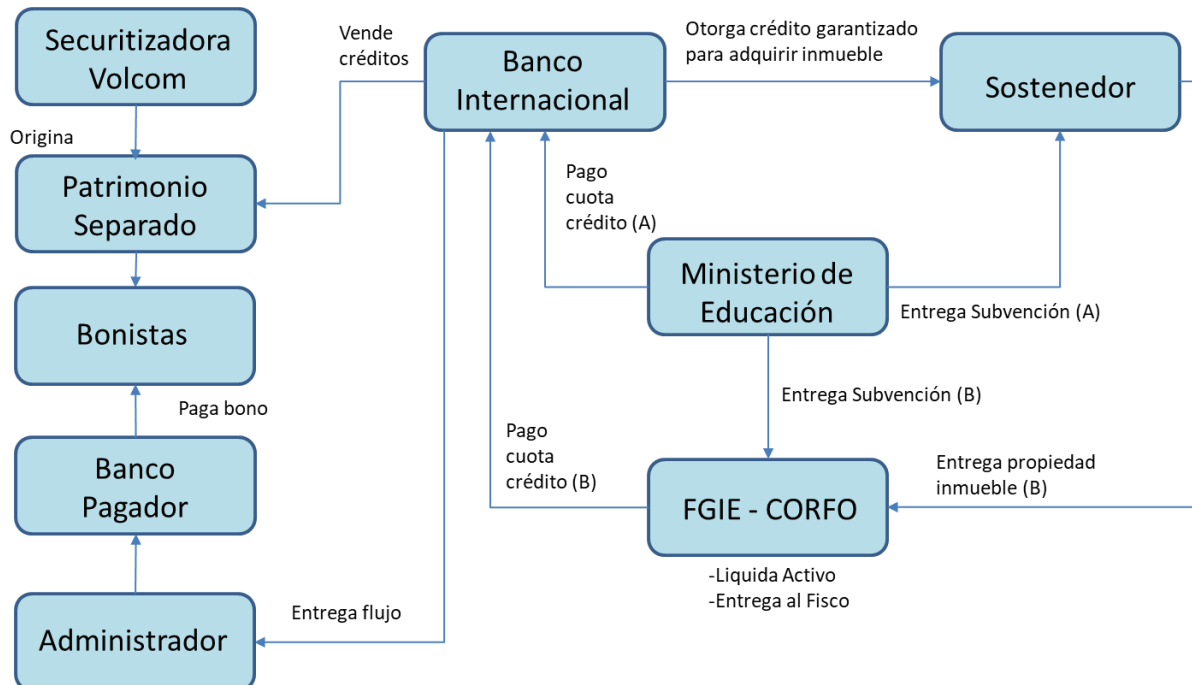 Securitizadora
Volcom
Vende
créditos
Banco
Internacional
Otorga crédito garantizado
para adquirir inmueble
Sostenedor
Origina
Patrimonio
Separado
Pago
cuota
crédito (A)
Ministerio de
Educación
Entrega Subvención (A)
Bonistas
Paga bono
Entrega Subvención (B)
Banco
Pagador
Pago
cuota
crédito (B)
FGIE - CORFO
Entrega propiedad
inmueble (B)
-Liquida Activo
-Entrega al Fisco
Administrador
Entrega flujo